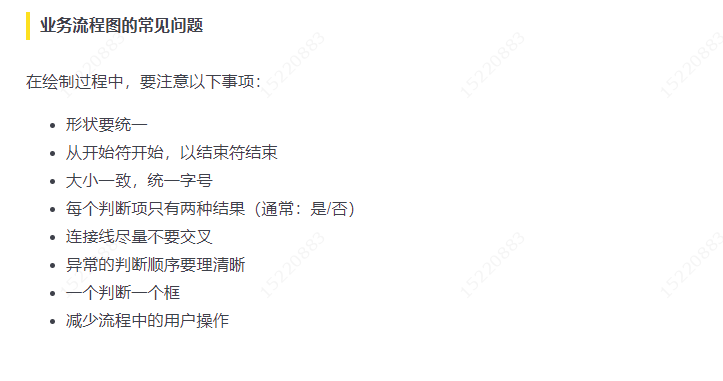 业务流程图的常见问题
在绘制过程中，要注意以下事项：
形状要统一
从开始符开始，以结束符结束
大小一致，统一字号
每个判断项只有两种结果（通常：是/否）
连接线尽量不要交叉
异常的判断顺序要理清晰
一个判断一个框
减少流程中的用户操作
15220883
15220883
15220883
15220883
15220883
15220883